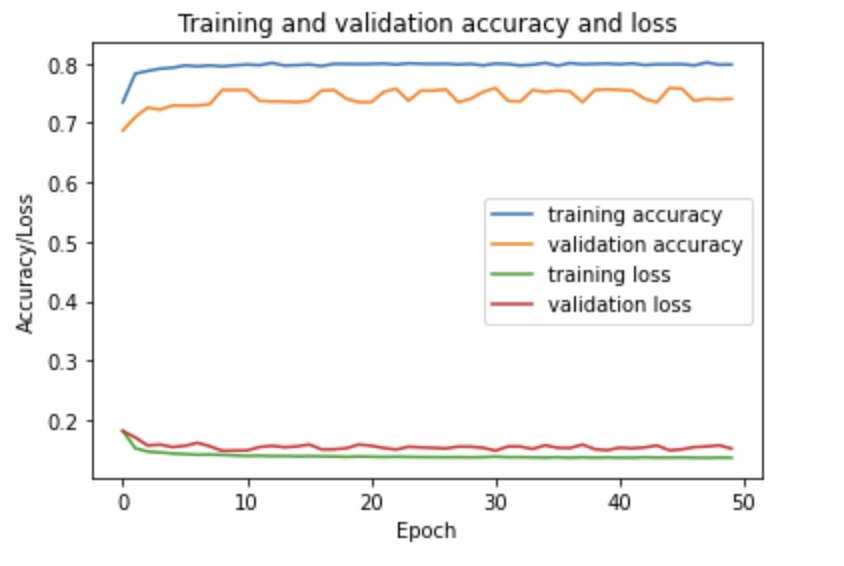 Training and validation accuracy and loss
0.8
0.7
0.6
0.5
0.4
0.3
0.2
Accuracy/Loss
training accuracy
validation accuracy
training loss
validation loss
0 10 20 30 40 50
Epoch